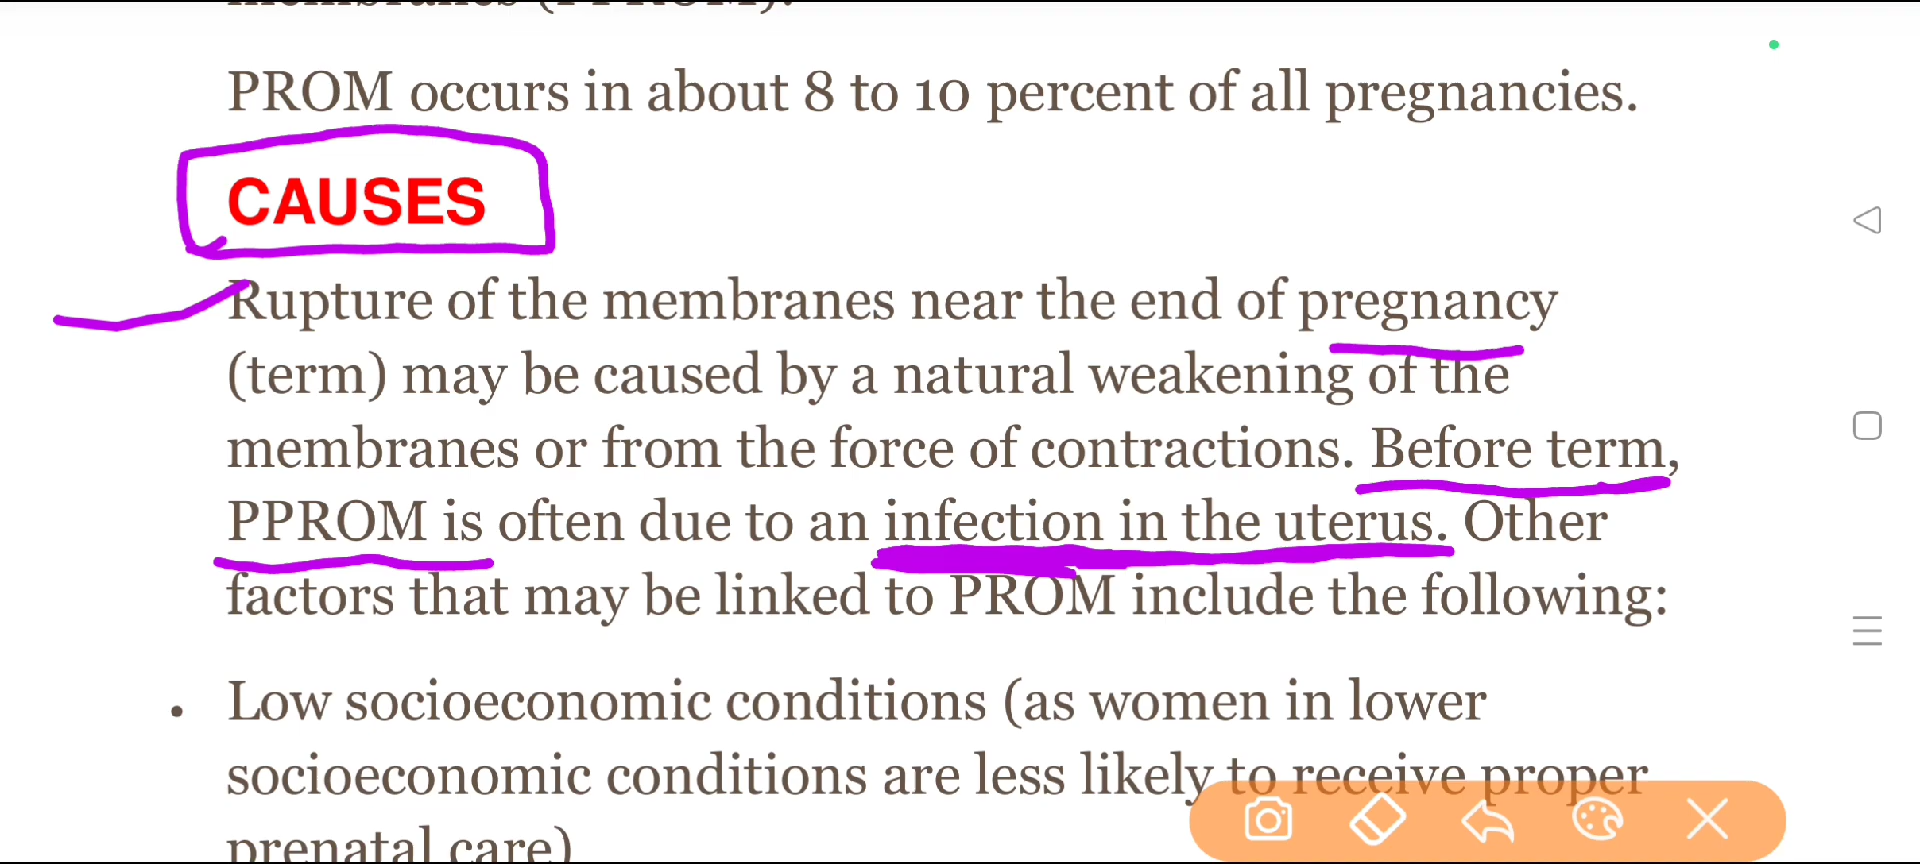 membranes (PPROM).
PROM occurs in about 8 to 10 percent of all pregnancies.
CAUSES
Rupture of the membranes near the end of pregnancy
(term) may be caused by a natural weakening of the
membranes or from the force of contractions. Before term,
PPROM is often due to an infection in the uterus. Other
factors that may be linked to PROM include the following:
• Low socioeconomic conditions (as women in lower
socioeconomic conditions are less likely to receive proper
prenatal care)